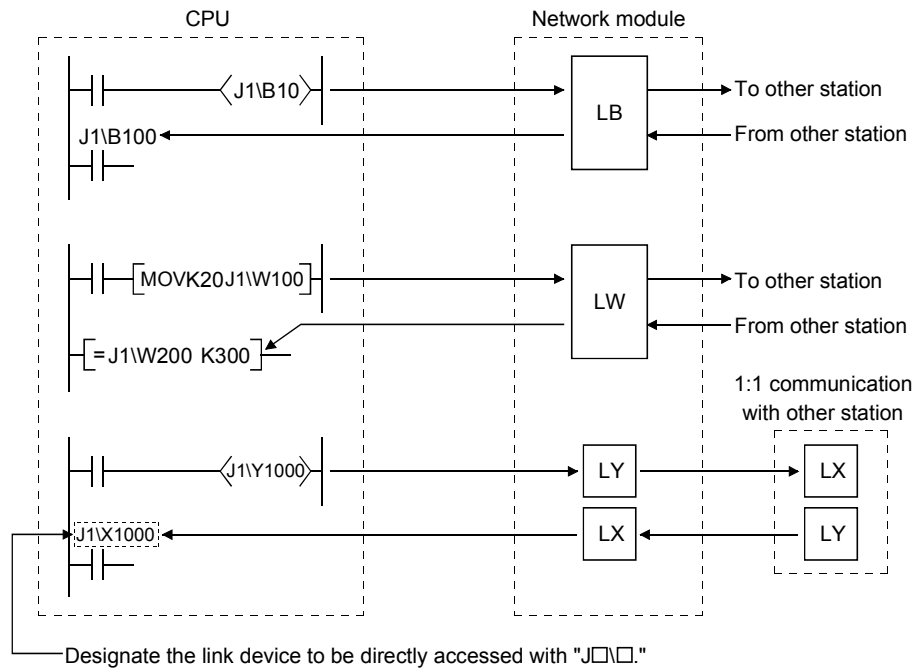 CPU
Network module
J1\B10
LB
To other station
J1\B100
From other station
MOVK20J1\W100
LW
To other station
From other station
=J1\W200 K300
1:1 communication
with other station
J1\Y1000
LY
LX
J1\X1000
LX
LY
Designate the link device to be directly accessed with "J□\□."